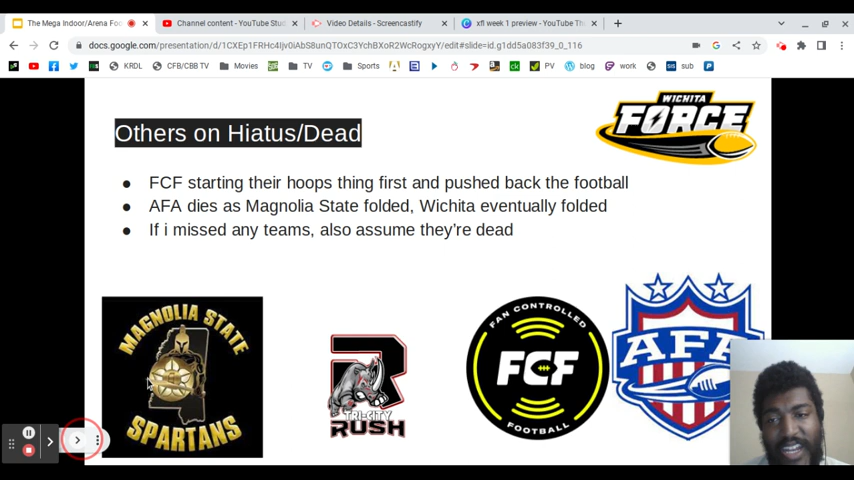 The Mega Indoor/Arena Foo
Channel content - YouTube Stud
Video Details - Screencastify
xfl week 1 preview - YouTube Th
docs.google.com/presentation/d/1CXEp1FRHc4Ijv0iAbS8unQTOxC3YchBXoR2WcRogxyY/edit#slide=id.g1dd5a083f39_0_116
KRDL
CFB/CBB TV
Movies
TV
Sports
PV
blog
work
sub
WICHITA
FORCE
Others on Hiatus/Dead
● FCF starting their hoops thing first and pushed back the football
● AFA dies as Magnolia State folded, Wichita eventually folded
● If i missed any teams, also assume they're dead
MAGNOLIA STATE
SPARTANS
R
TRI-CITY
RUSH
FAN CONTROLLED
FCF
FOOTBALL
AFA